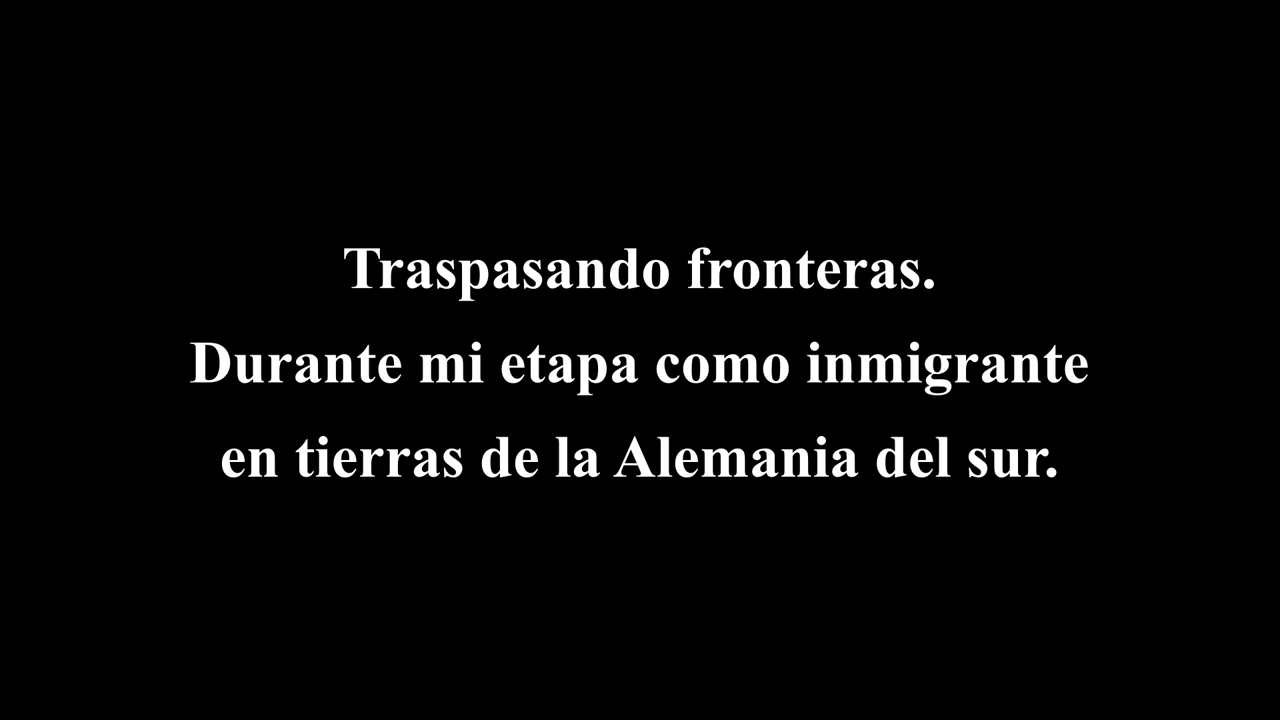 Traspasando fronteras.
Durante mi etapa como inmigrante
en tierras de la Alemania del sur.